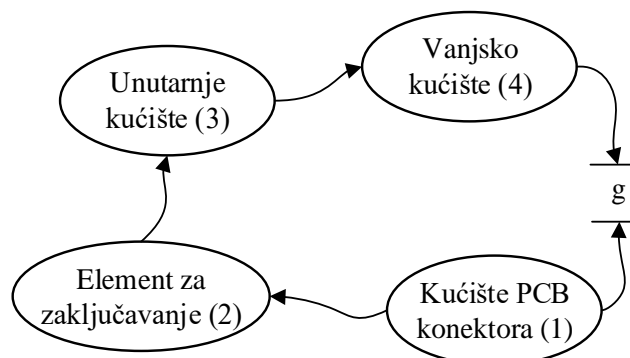 Unutarnje
kućište (3)
Vanjsko
kućište (4)
g
Element za
zaključavanje (2)
Kućište PCB
konektora (1)